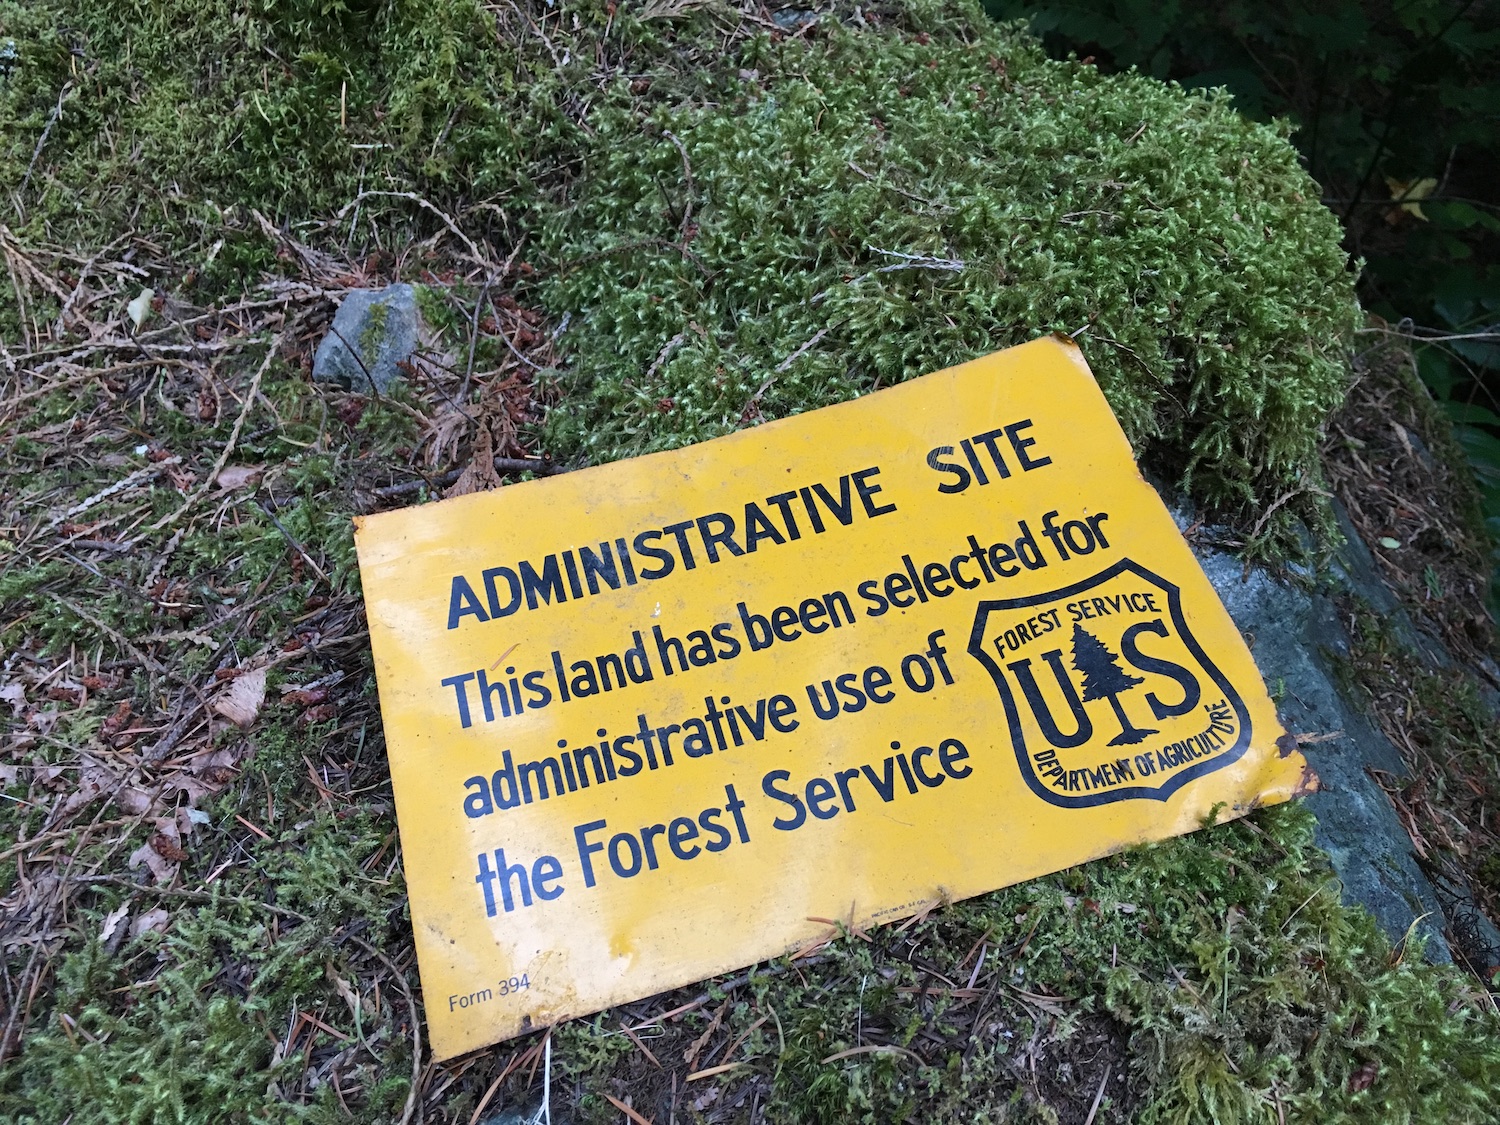 ADMINISTRATIVE SITE
This land has been selected for
administrative use of
the Forest Service
FOREST SERVICE
U S
DEPARTMENT OF AGRICULTURE
Form 394